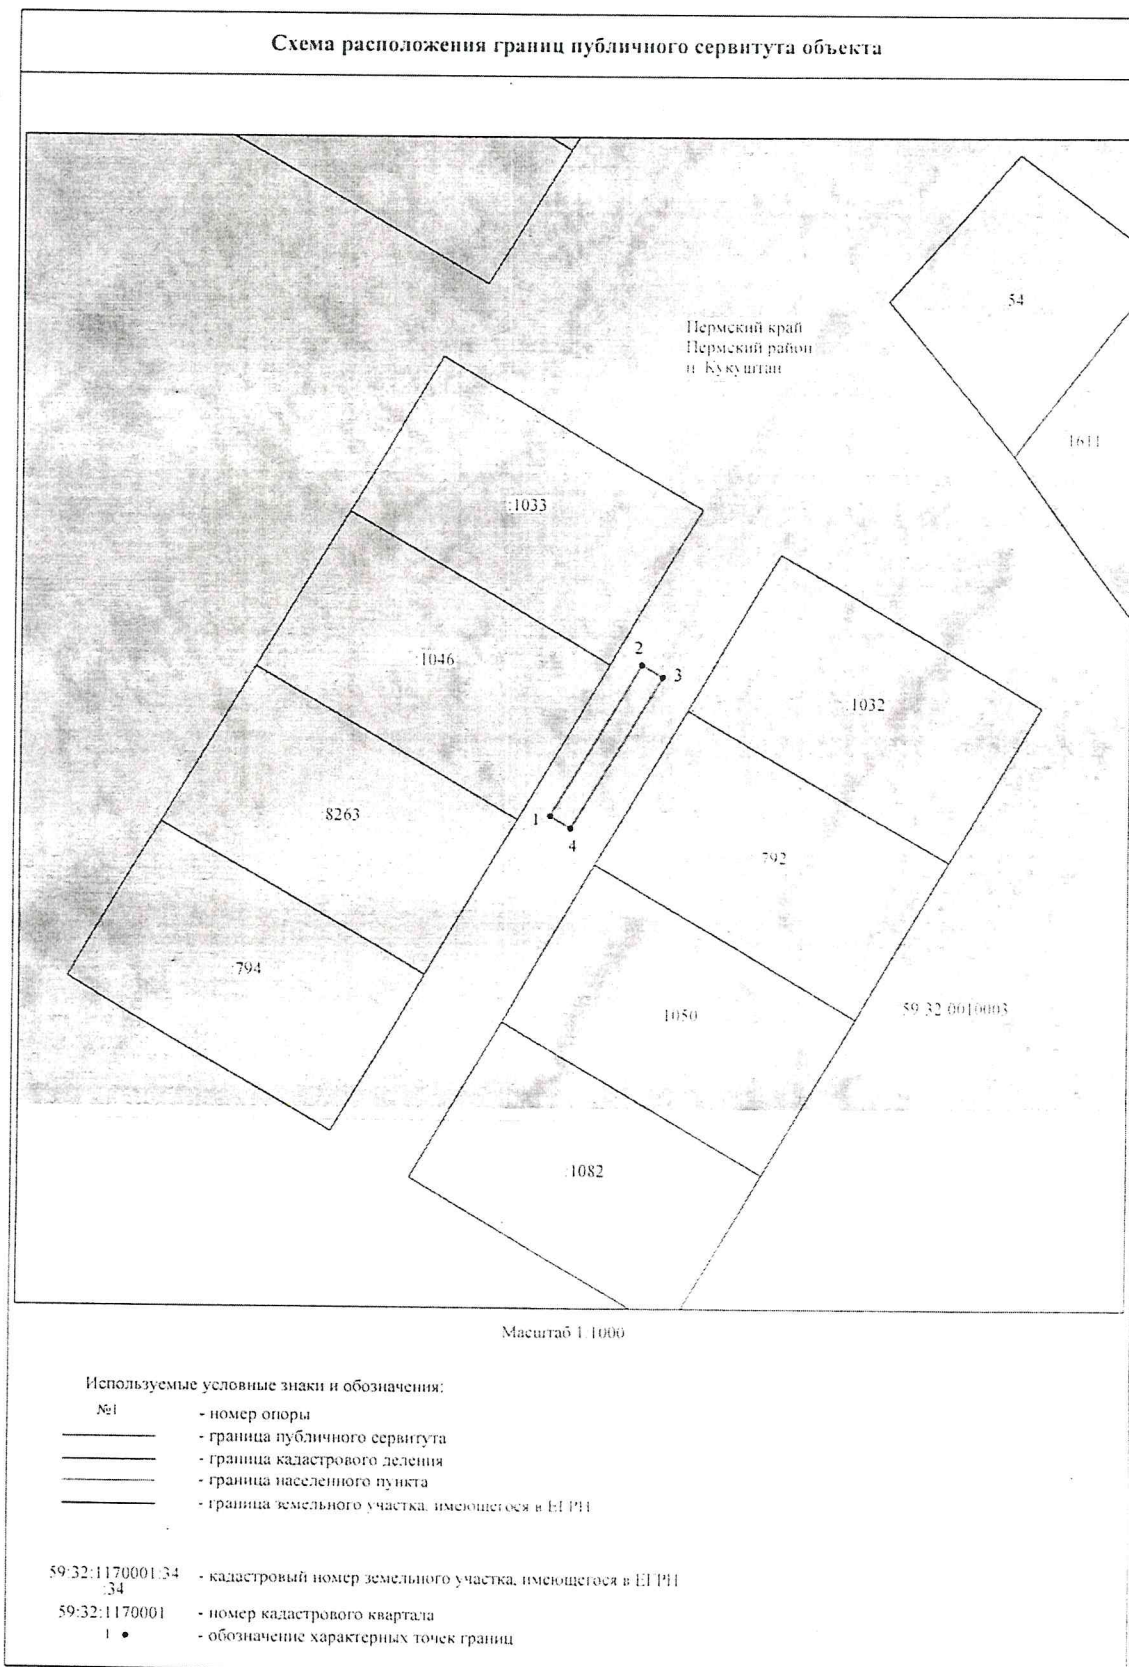 Схема расположения границ публичного сервитута объекта
54
Пермский край
Пермский район
п. Кукуштан
1611
:1033
2
3
:1046
:1032
1
4
:8263
792
:794
1050
59 32 0010003
:1082
Масштаб 1:1000
Используемые условные знаки и обозначения:
№1 - номер опоры
- граница публичного сервитута
- граница кадастрового деления
- граница населенного пункта
- граница земельного участка, имеющегося в ЕГРН
59:32:1170001:34
:34 - кадастровый номер земельного участка, имеющегося в ЕГРН
59:32:1170001 - номер кадастрового квартала
1 • - обозначение характерных точек границ